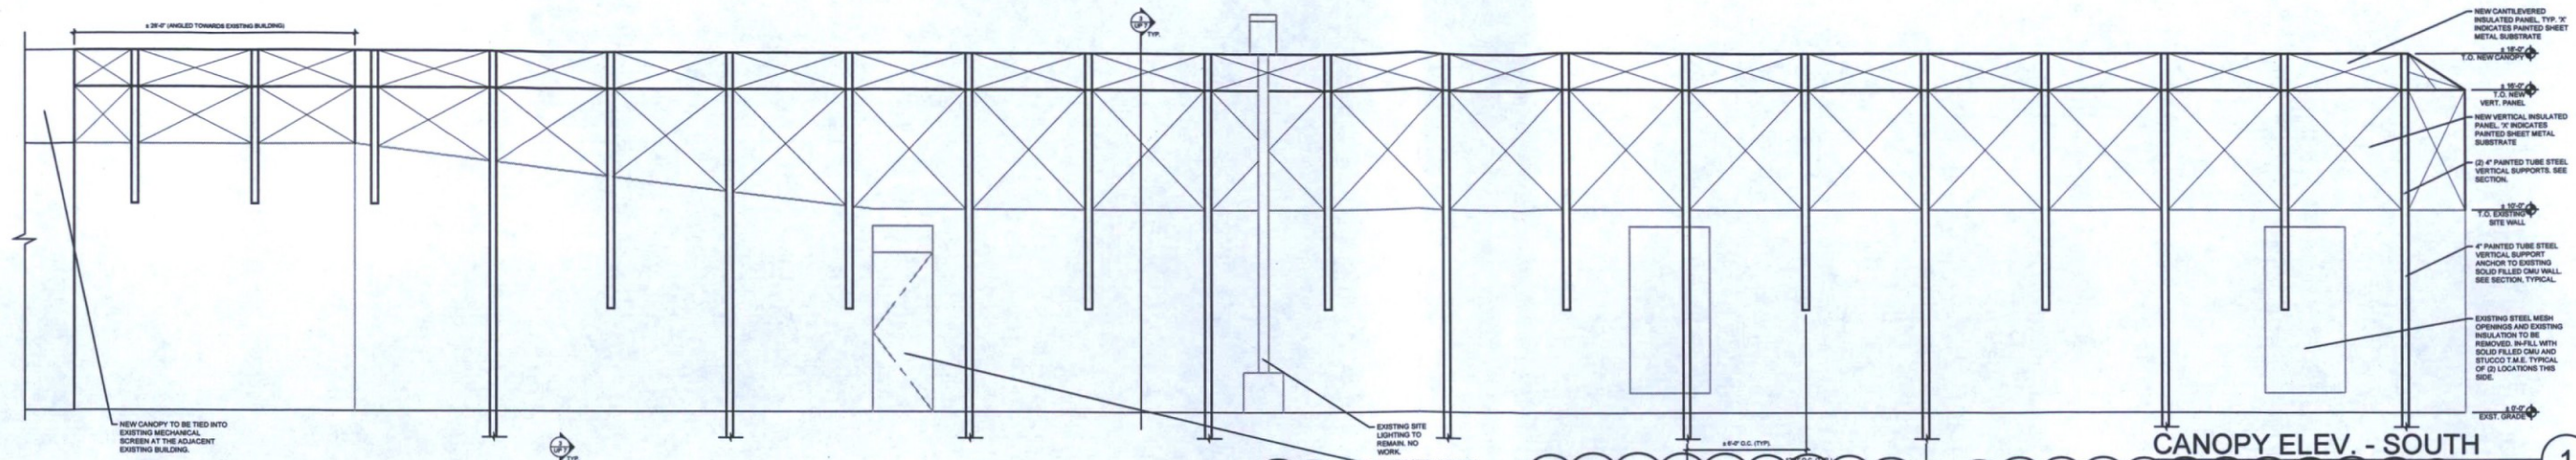 ± 26'-0" (ANGLED TOWARDS EXISTING BUILDING)
TYP.
NEW CANTILEVERED
INSULATED PANEL, TYP. 'X'
INDICATES PAINTED SHEET
METAL SUBSTRATE
± 18'-0"
T.O. NEW CANOPY
± 16'-0"
T.O. NEW
VERT. PANEL
NEW VERTICAL INSULATED
PANEL. 'X' INDICATES
PAINTED SHEET METAL
SUBSTRATE
(2) 4" PAINTED TUBE STEEL
VERTICAL SUPPORTS. SEE
SECTION.
± 10'-0"
T.O. EXISTING
SITE WALL
4" PAINTED TUBE STEEL
VERTICAL SUPPORT
ANCHOR TO EXISTING
SOLID FILLED CMU WALL.
SEE SECTION, TYPICAL.
EXISTING STEEL MESH
OPENINGS AND EXISTING
INSULATION TO BE
REMOVED. IN-FILL WITH
SOLID FILLED CMU AND
STUCCO T.M.E. TYPICAL
OF (2) LOCATIONS THIS
SIDE.
± 0'-0"
EXST. GRADE
NEW CANOPY TO BE TIED INTO
EXISTING MECHANICAL
SCREEN AT THE ADJACENT
EXISTING BUILDING.
TYP.
EXISTING SITE
LIGHTING TO
REMAIN. NO
WORK.
± 6'-0" O.C. (TYP).
CANOPY ELEV. - SOUTH
1